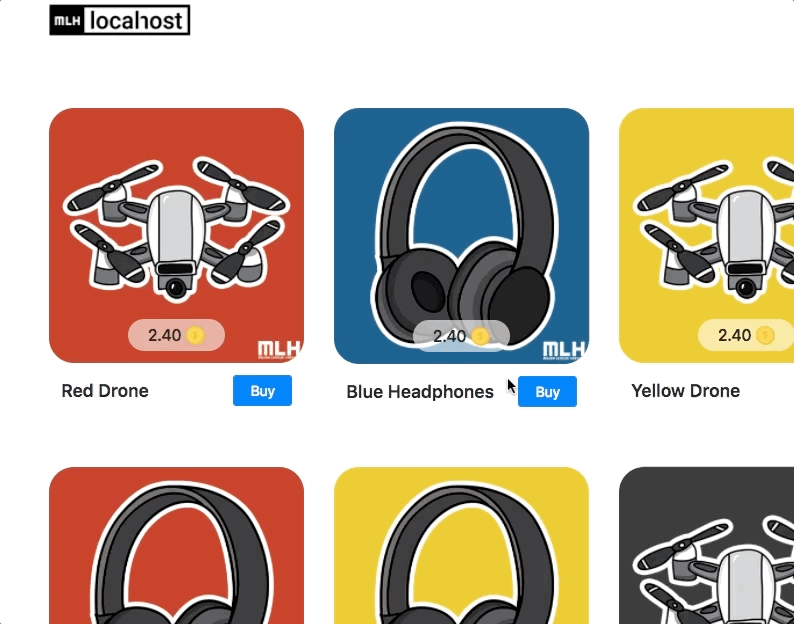 MLH localhost
2.40
2.40
2.40
MLH
MLH
Red Drone
Buy
Blue Headphones
Buy
Yellow Drone